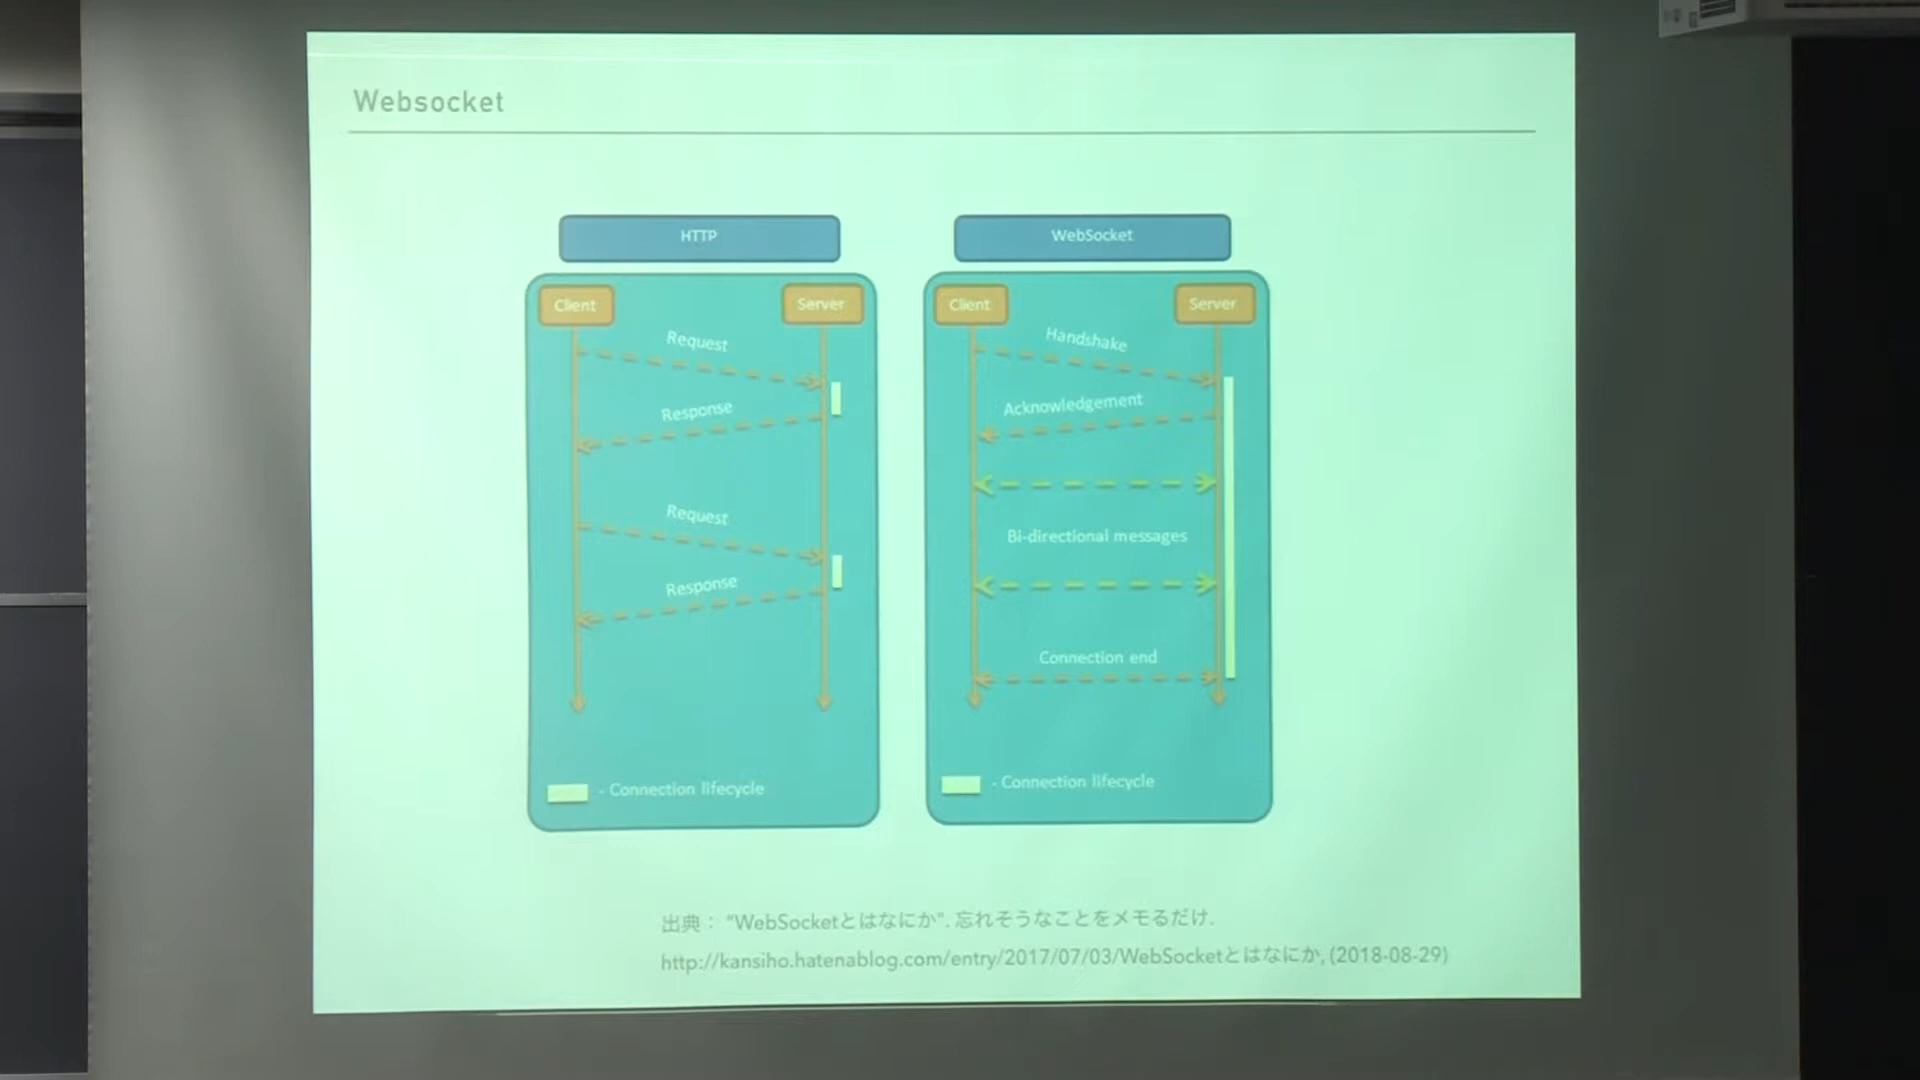 Websocket
HTTP
Client
Server
Request
Response
Request
Response
- Connection lifecycle
WebSocket
Client
Server
Handshake
Acknowledgement
Bi-directional messages
Connection end
- Connection lifecycle
出典： "WebSocketとはなにか". 忘れそうなことをメモるだけ.
http://kansiho.hatenablog.com/entry/2017/07/03/WebSocketとはなにか, (2018-08-29)